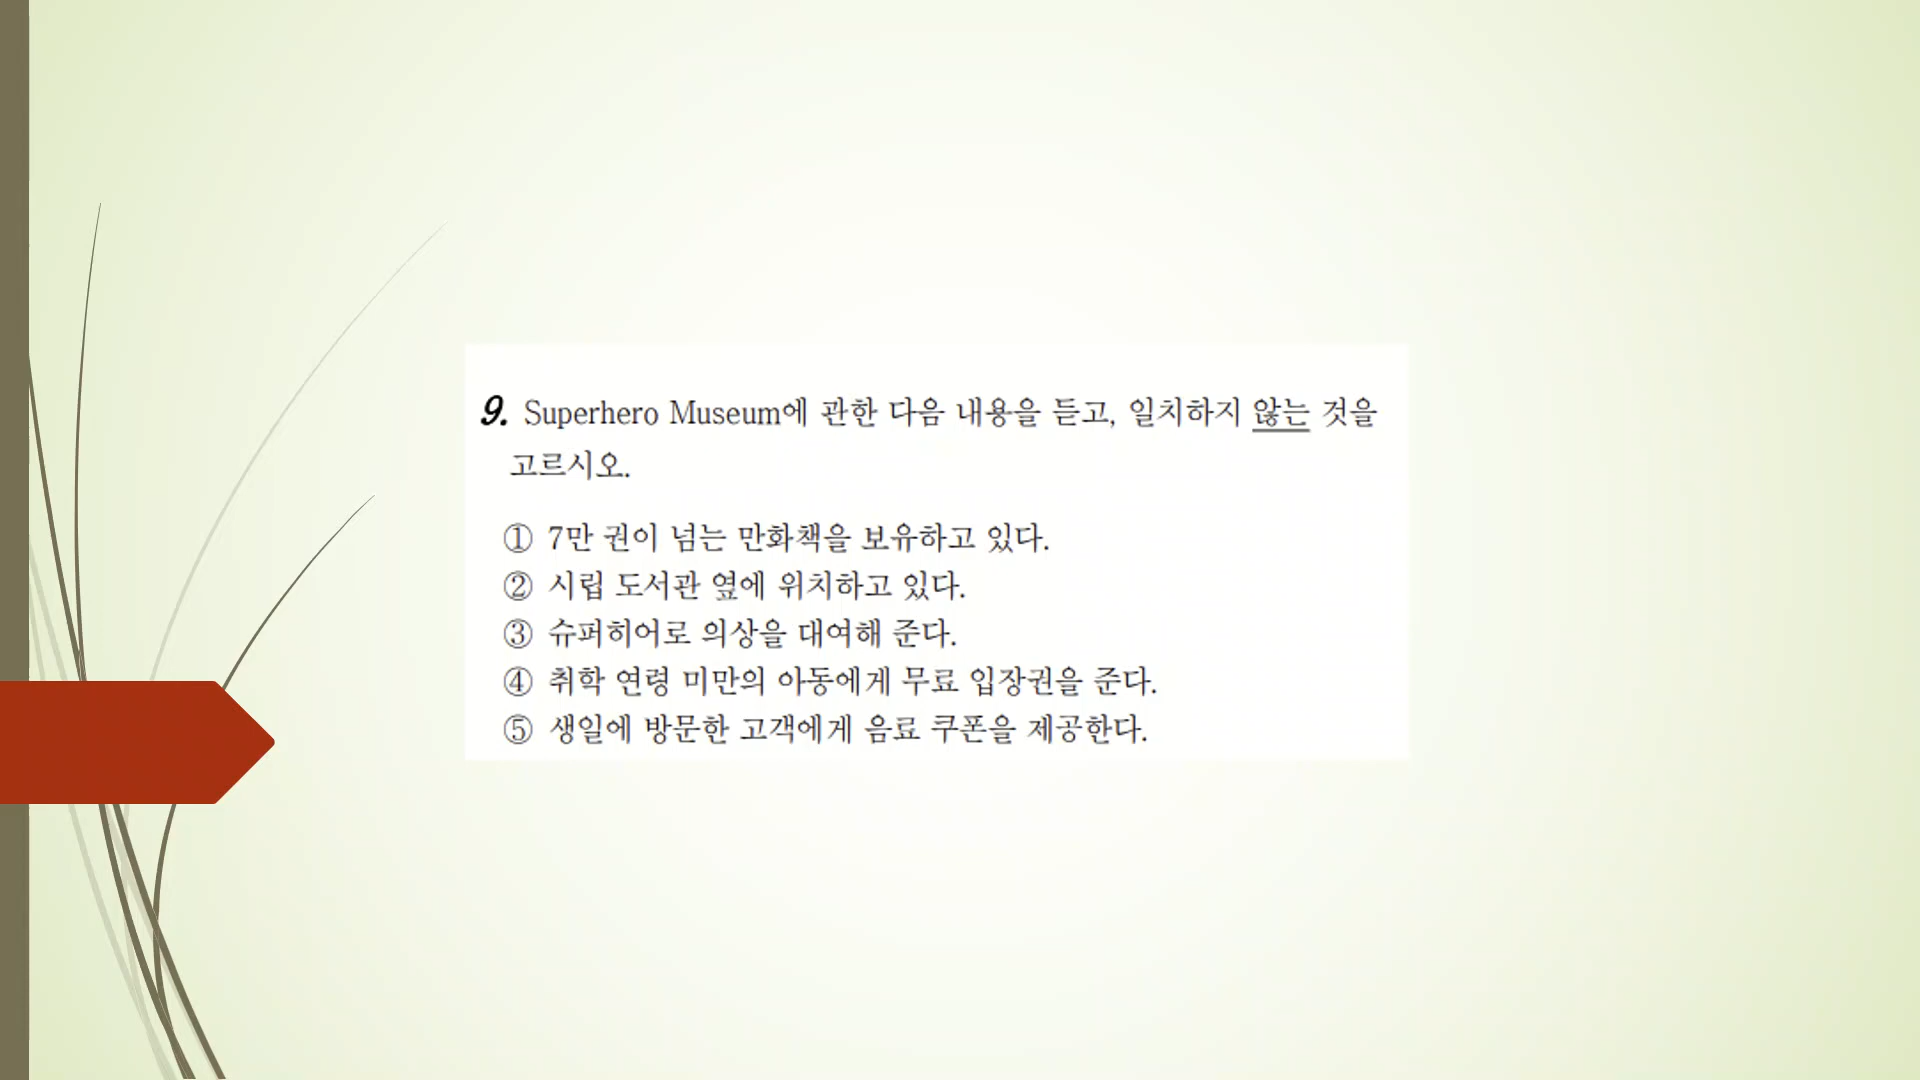 9. Superhero Museum에 관한 다음 내용을 듣고, 일치하지 않는 것을
고르시오.
① 7만 권이 넘는 만화책을 보유하고 있다.
② 시립 도서관 옆에 위치하고 있다.
③ 슈퍼히어로 의상을 대여해 준다.
④ 취학 연령 미만의 아동에게 무료 입장권을 준다.
⑤ 생일에 방문한 고객에게 음료 쿠폰을 제공한다.